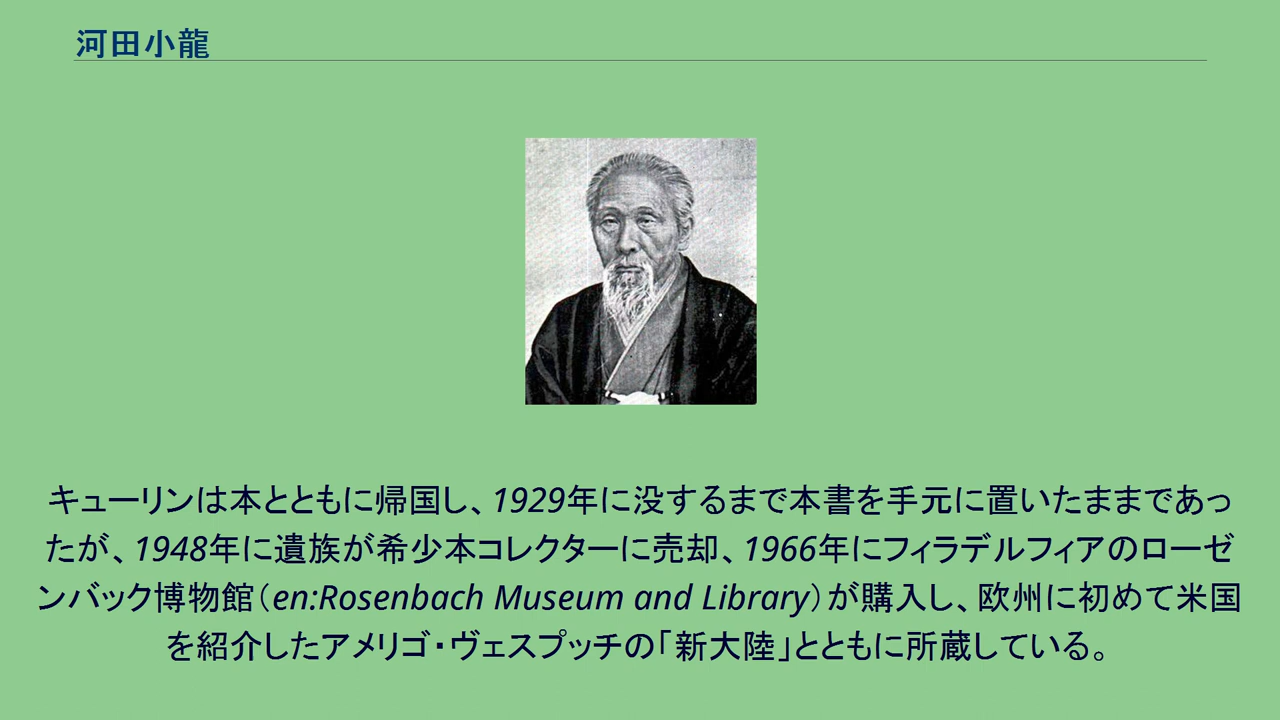 河田小龍
キューリンは本とともに帰国し、1929年に没するまで本書を手元に置いたままであっ
たが、1948年に遺族が希少本コレクターに売却、1966年にフィラデルフィアのローゼ
ンバック博物館（en:Rosenbach Museum and Library）が購入し、欧州に初めて米国
を紹介したアメリゴ・ヴェスプッチの「新大陸」とともに所蔵している。